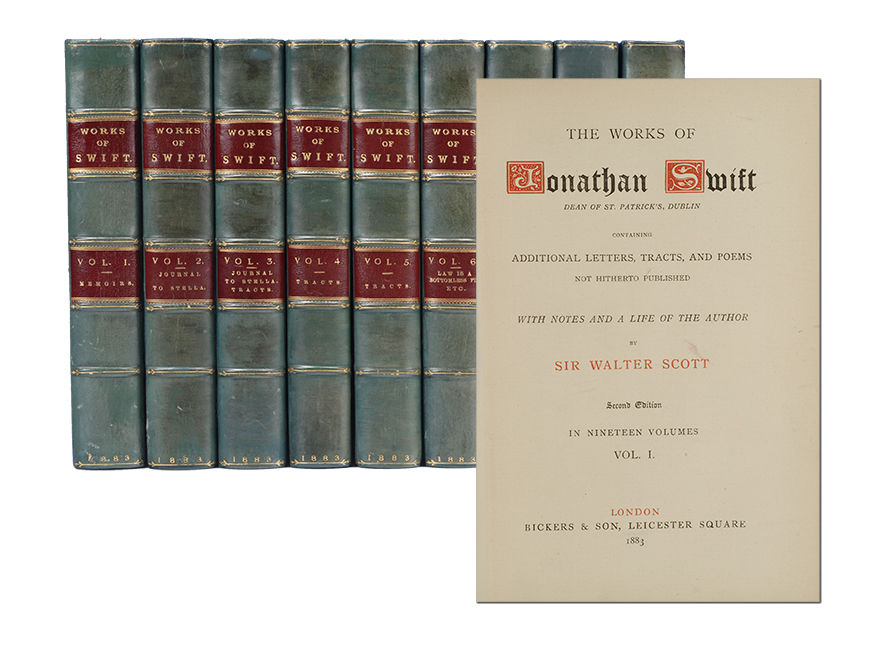 WORKS
OF
SWIFT.
VOL. 1.
MEMOIRS.
1883
WORKS
OF
SWIFT.
VOL. 2.
JOURNAL
TO STELLA.
1883
WORKS
OF
SWIFT.
VOL. 3.
JOURNAL
TO STELLA.
TRACTS.
1883
WORKS
OF
SWIFT.
VOL. 4
TRACTS.
1883
WORKS
OF
SWIFT.
VOL. 5.
TRACTS.
1883
WORKS
OF
SWIFT.
VOL. 6
LAW IS A
BOTTOMLESS
ETC.
1883
THE WORKS OF
Jonathan Swift
DEAN OF ST. PATRICK'S, DUBLIN
CONTAINING
ADDITIONAL LETTERS, TRACTS, AND POEMS
NOT HITHERTO PUBLISHED
WITH NOTES AND A LIFE OF THE AUTHOR
BY
SIR WALTER SCOTT
Second Edition
IN NINETEEN VOLUMES
VOL. I.
LONDON
BICKERS & SON, LEICESTER SQUARE
1883